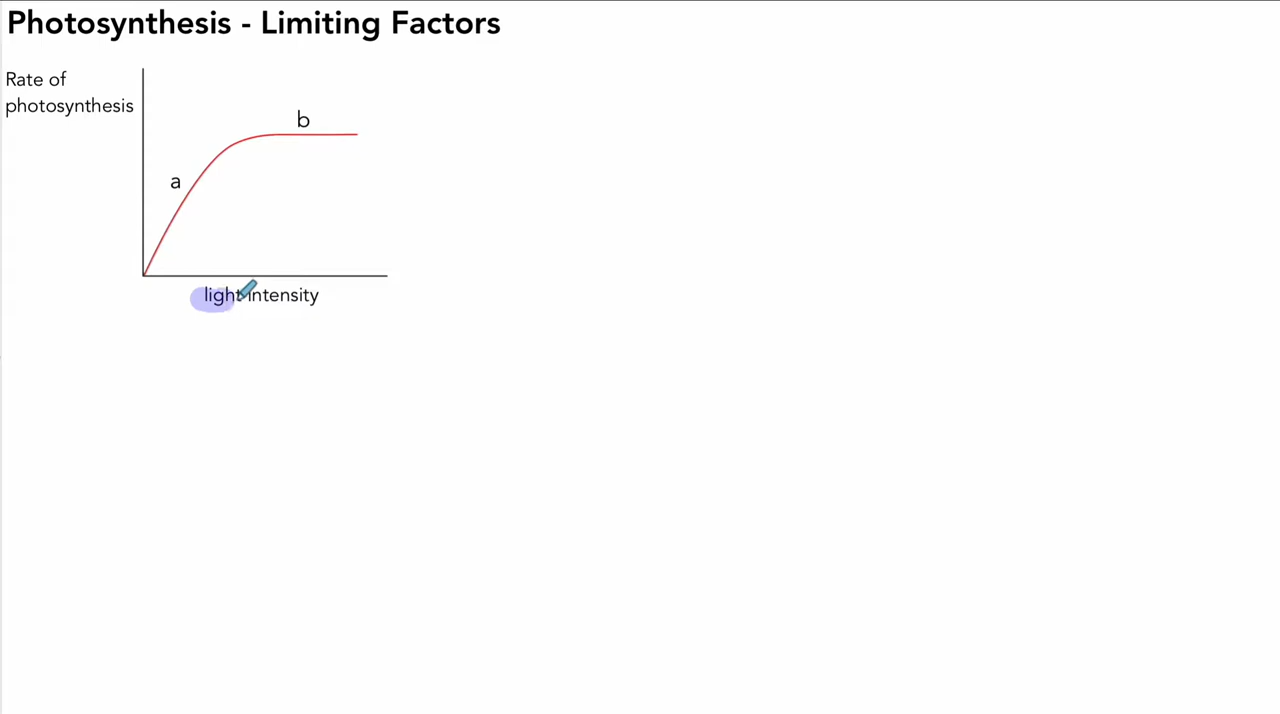 Photosynthesis - Limiting Factors
Rate of
photosynthesis
b
a
light intensity